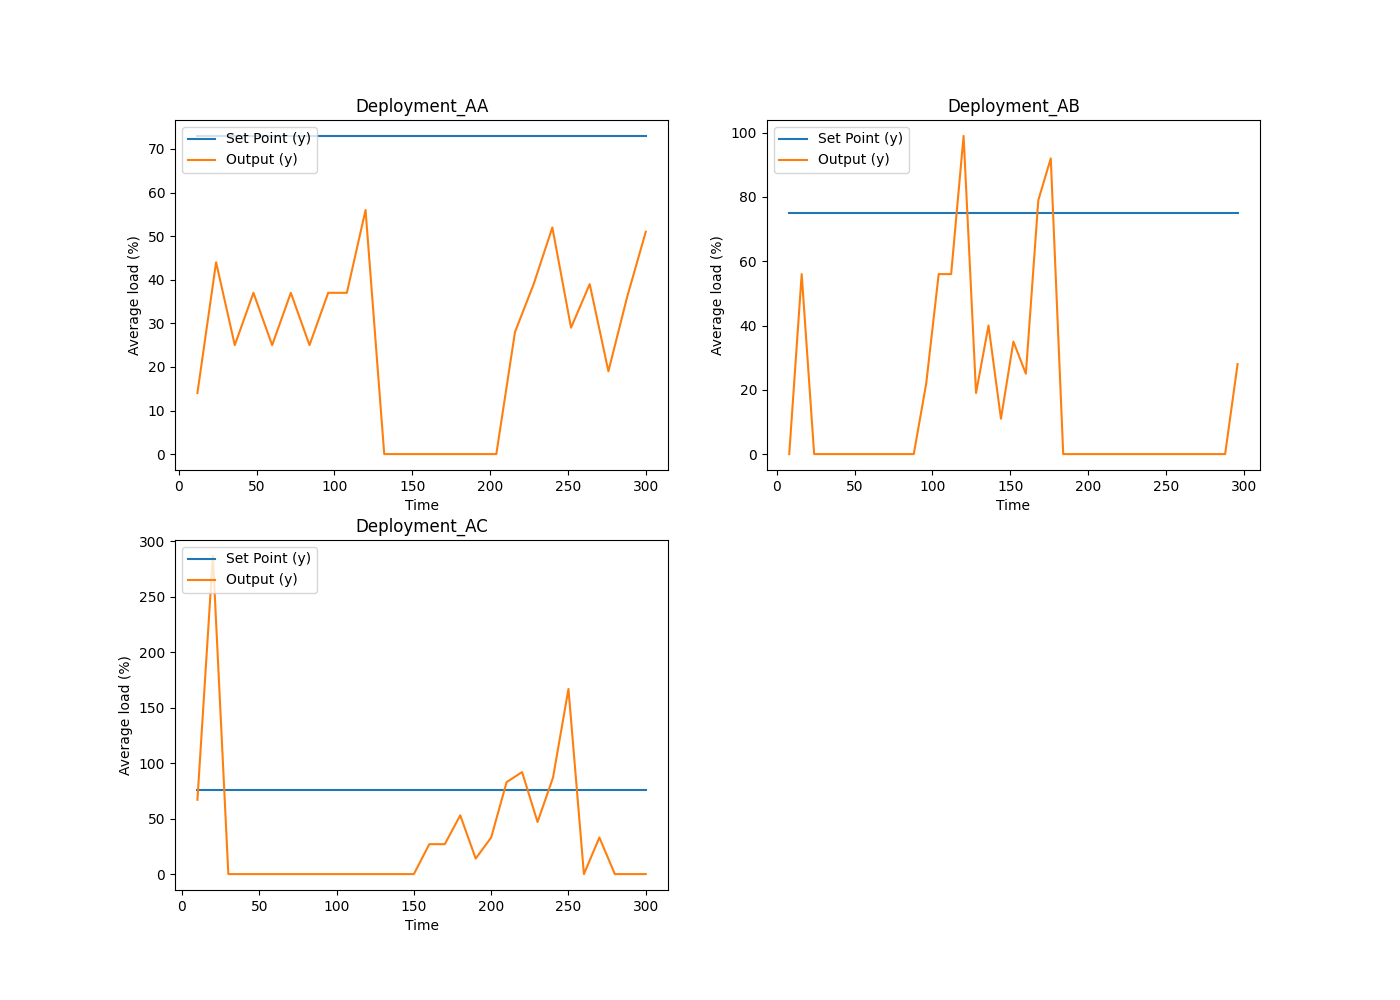 Deployment_AA
Set Point (y)
Output (y)
Average load (%)
70
60
50
40
30
20
10
0
0 50 100 150 200 250 300
Time
Deployment_AB
Set Point (y)
Output (y)
Average load (%)
100
80
60
40
20
0
0 50 100 150 200 250 300
Time
Deployment_AC
Set Point (y)
Output (y)
Average load (%)
300
250
200
150
100
50
0
0 50 100 150 200 250 300
Time